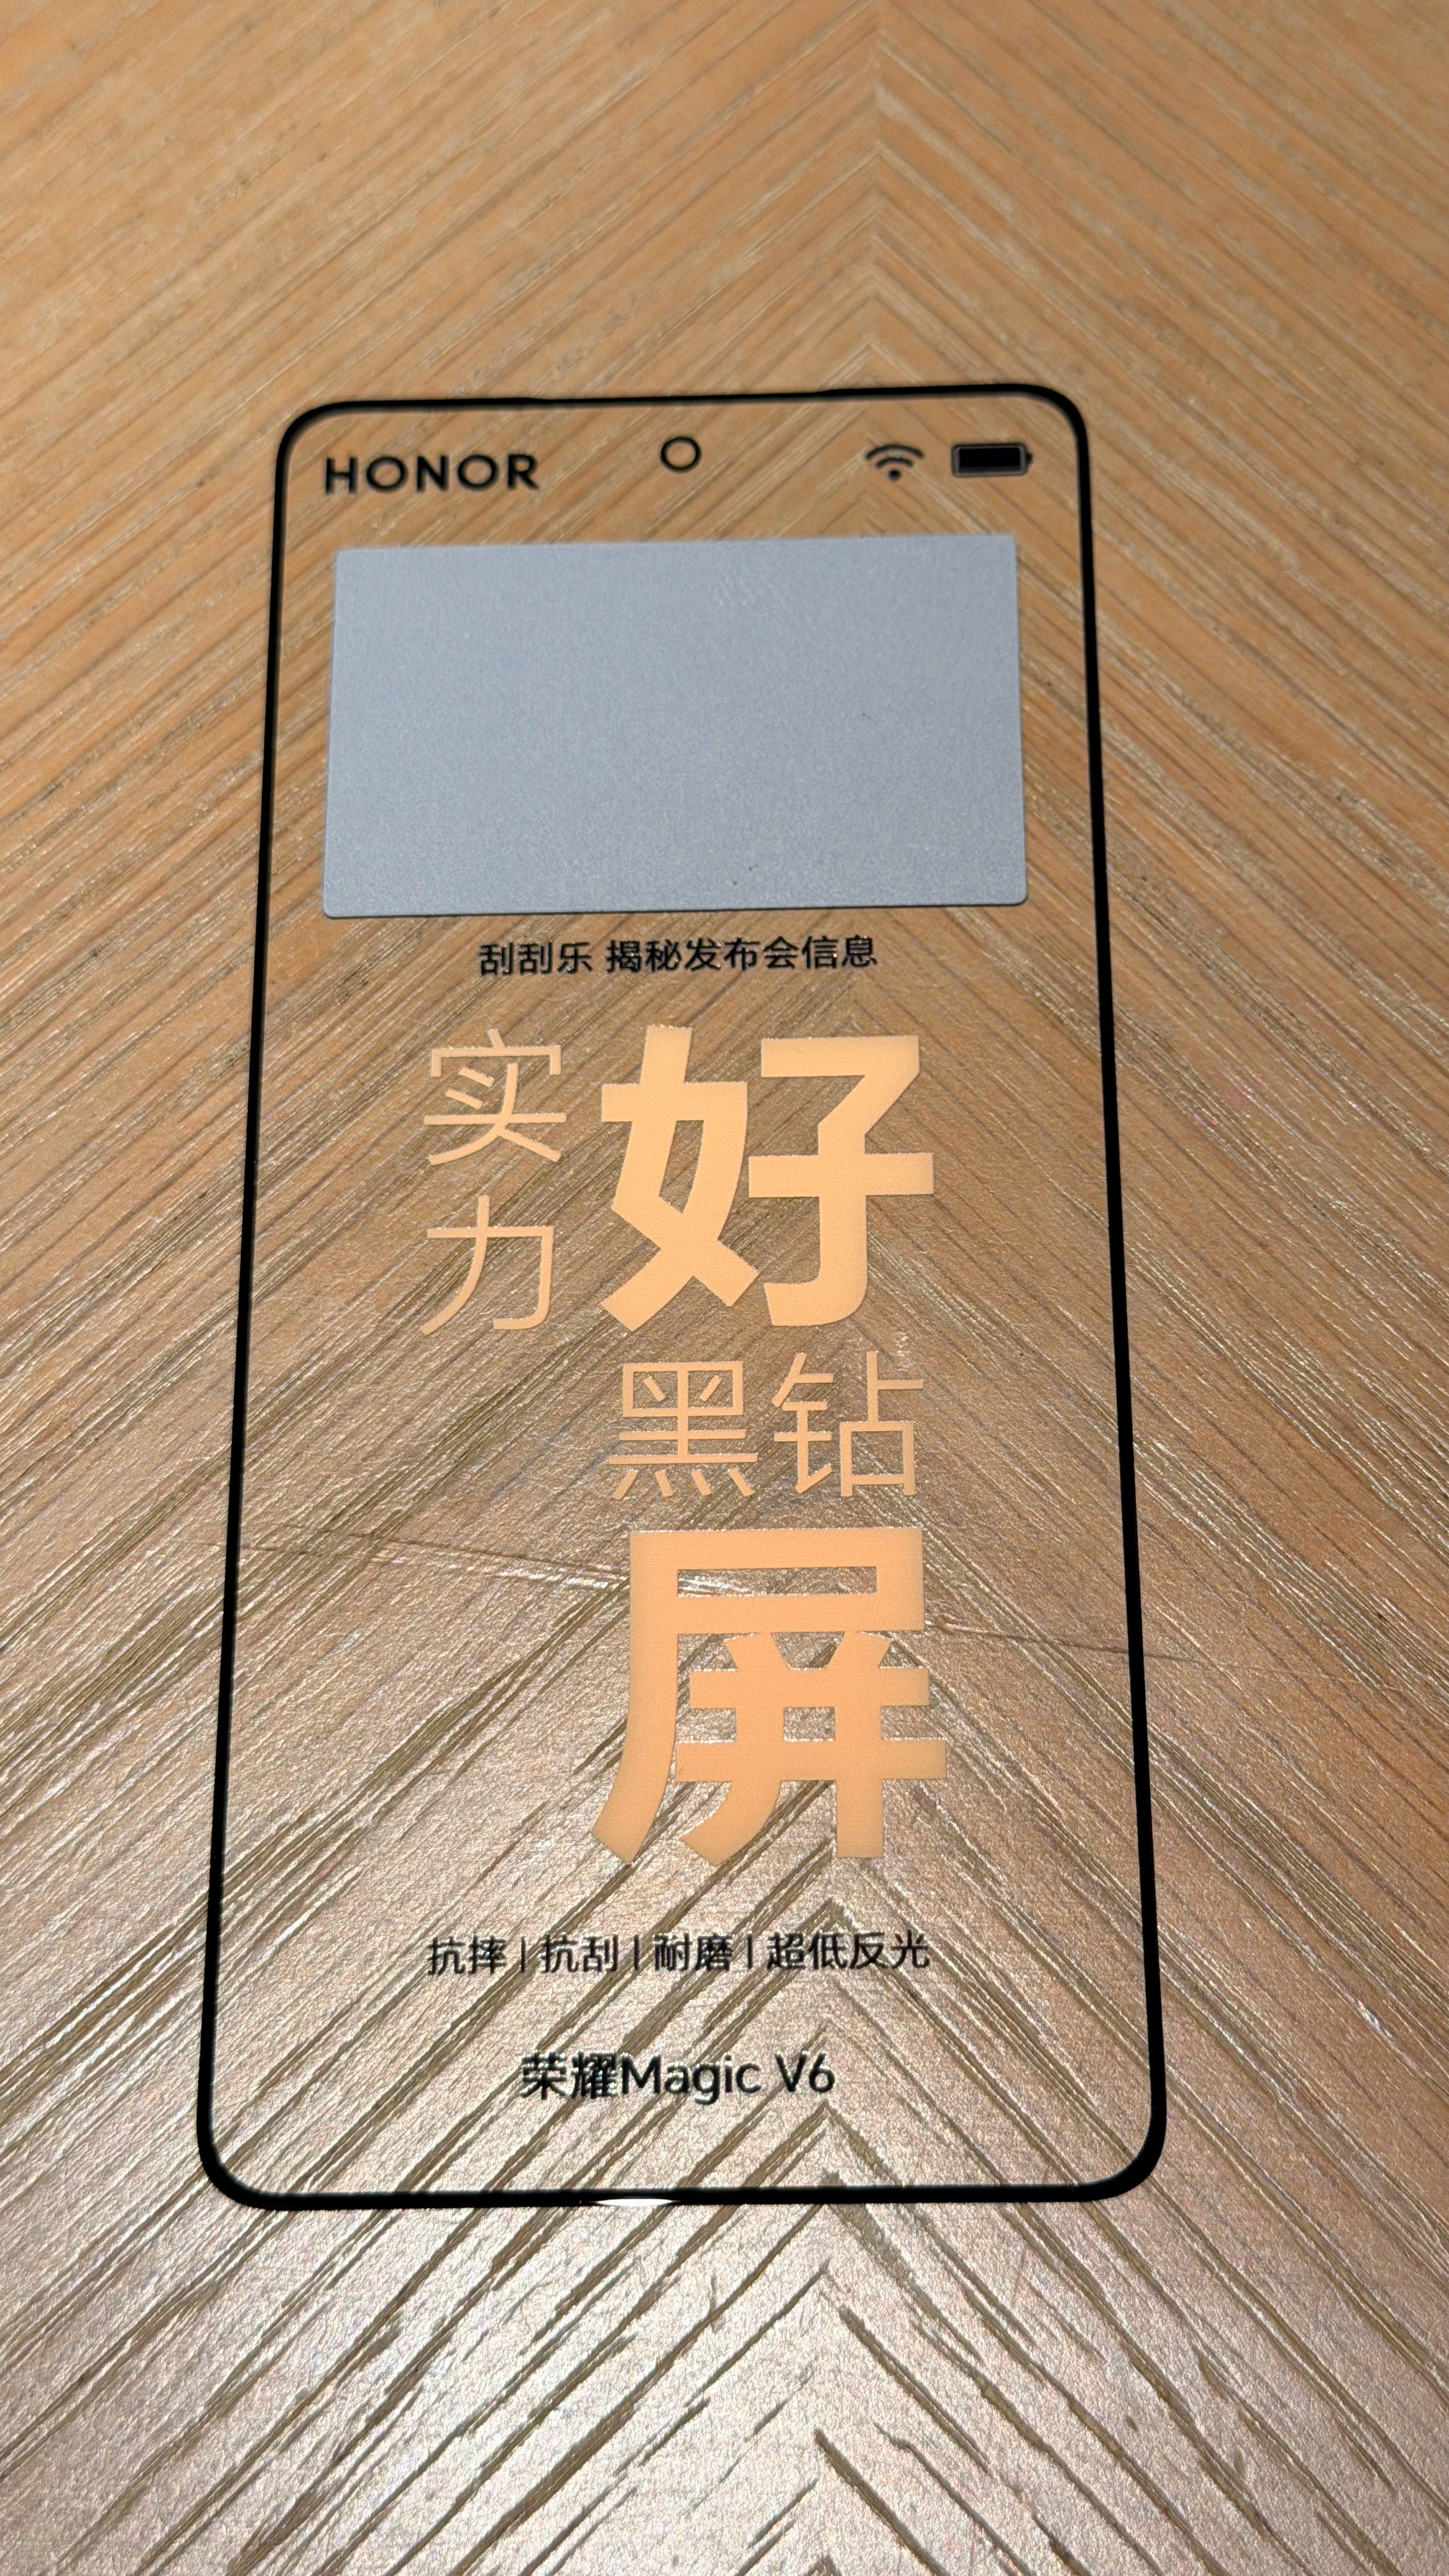 HONOR
刮刮乐 揭秘发布会信息
实力
好
黑钻
屏
抗摔 | 抗刮 | 耐磨 | 超低反光
荣耀Magic V6